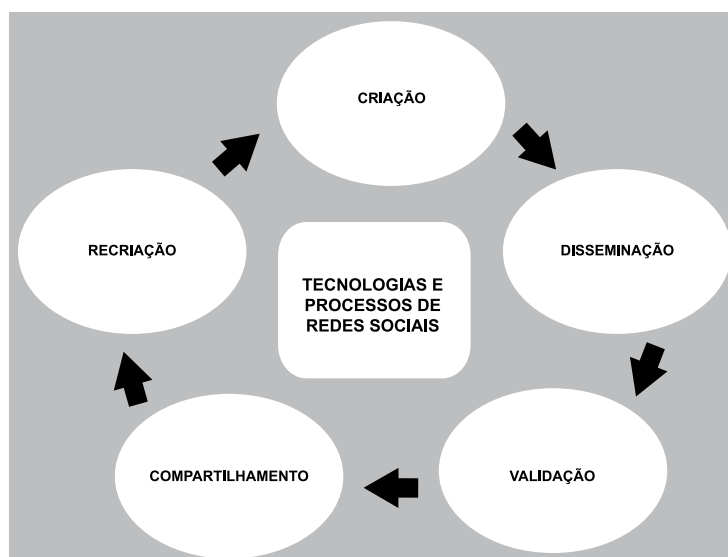 CRIAÇÃO
DISSEMINAÇÃO
VALIDAÇÃO
COMPARTILHAMENTO
RECRIAÇÃO
TECNOLOGIAS E
PROCESSOS DE
REDES SOCIAIS